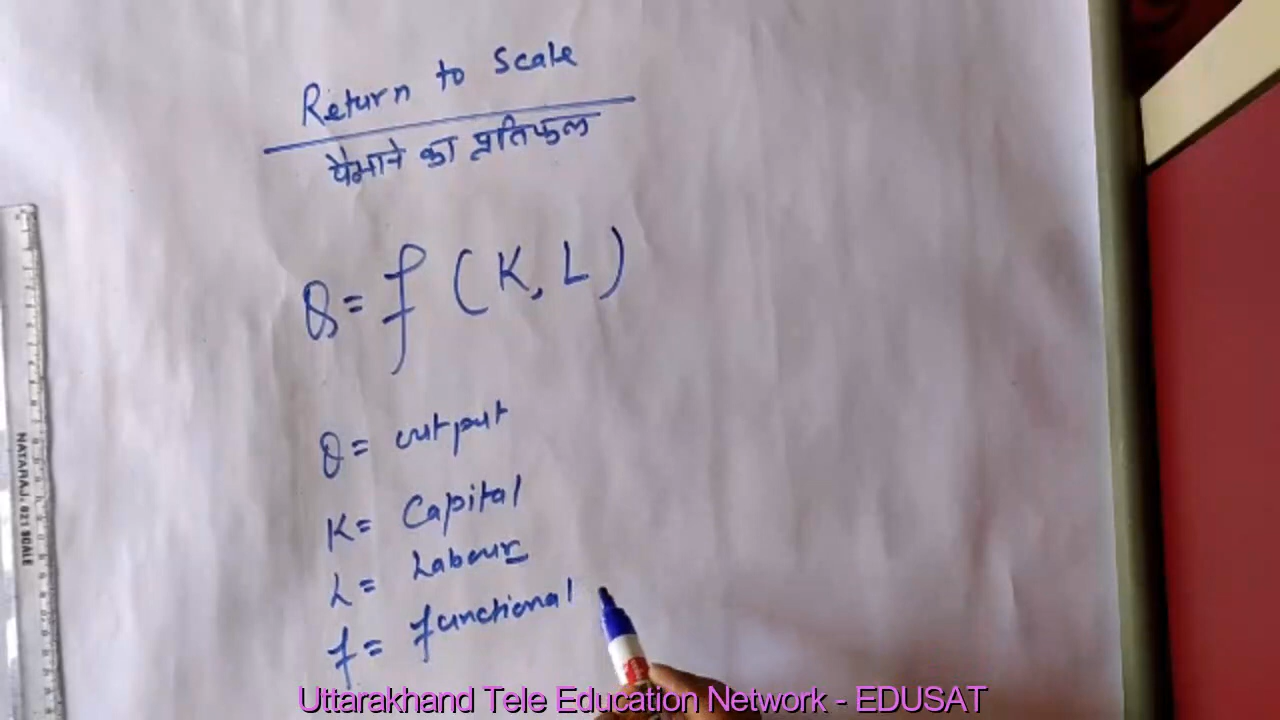 Return to Scale
पैमाने का प्रतिफल
Q = f (K, L)
Q = output
K = Capital
L = Labour
f = functional
NATARAJ. 621 SCALE
Uttarakhand Tele Education Network - EDUSAT